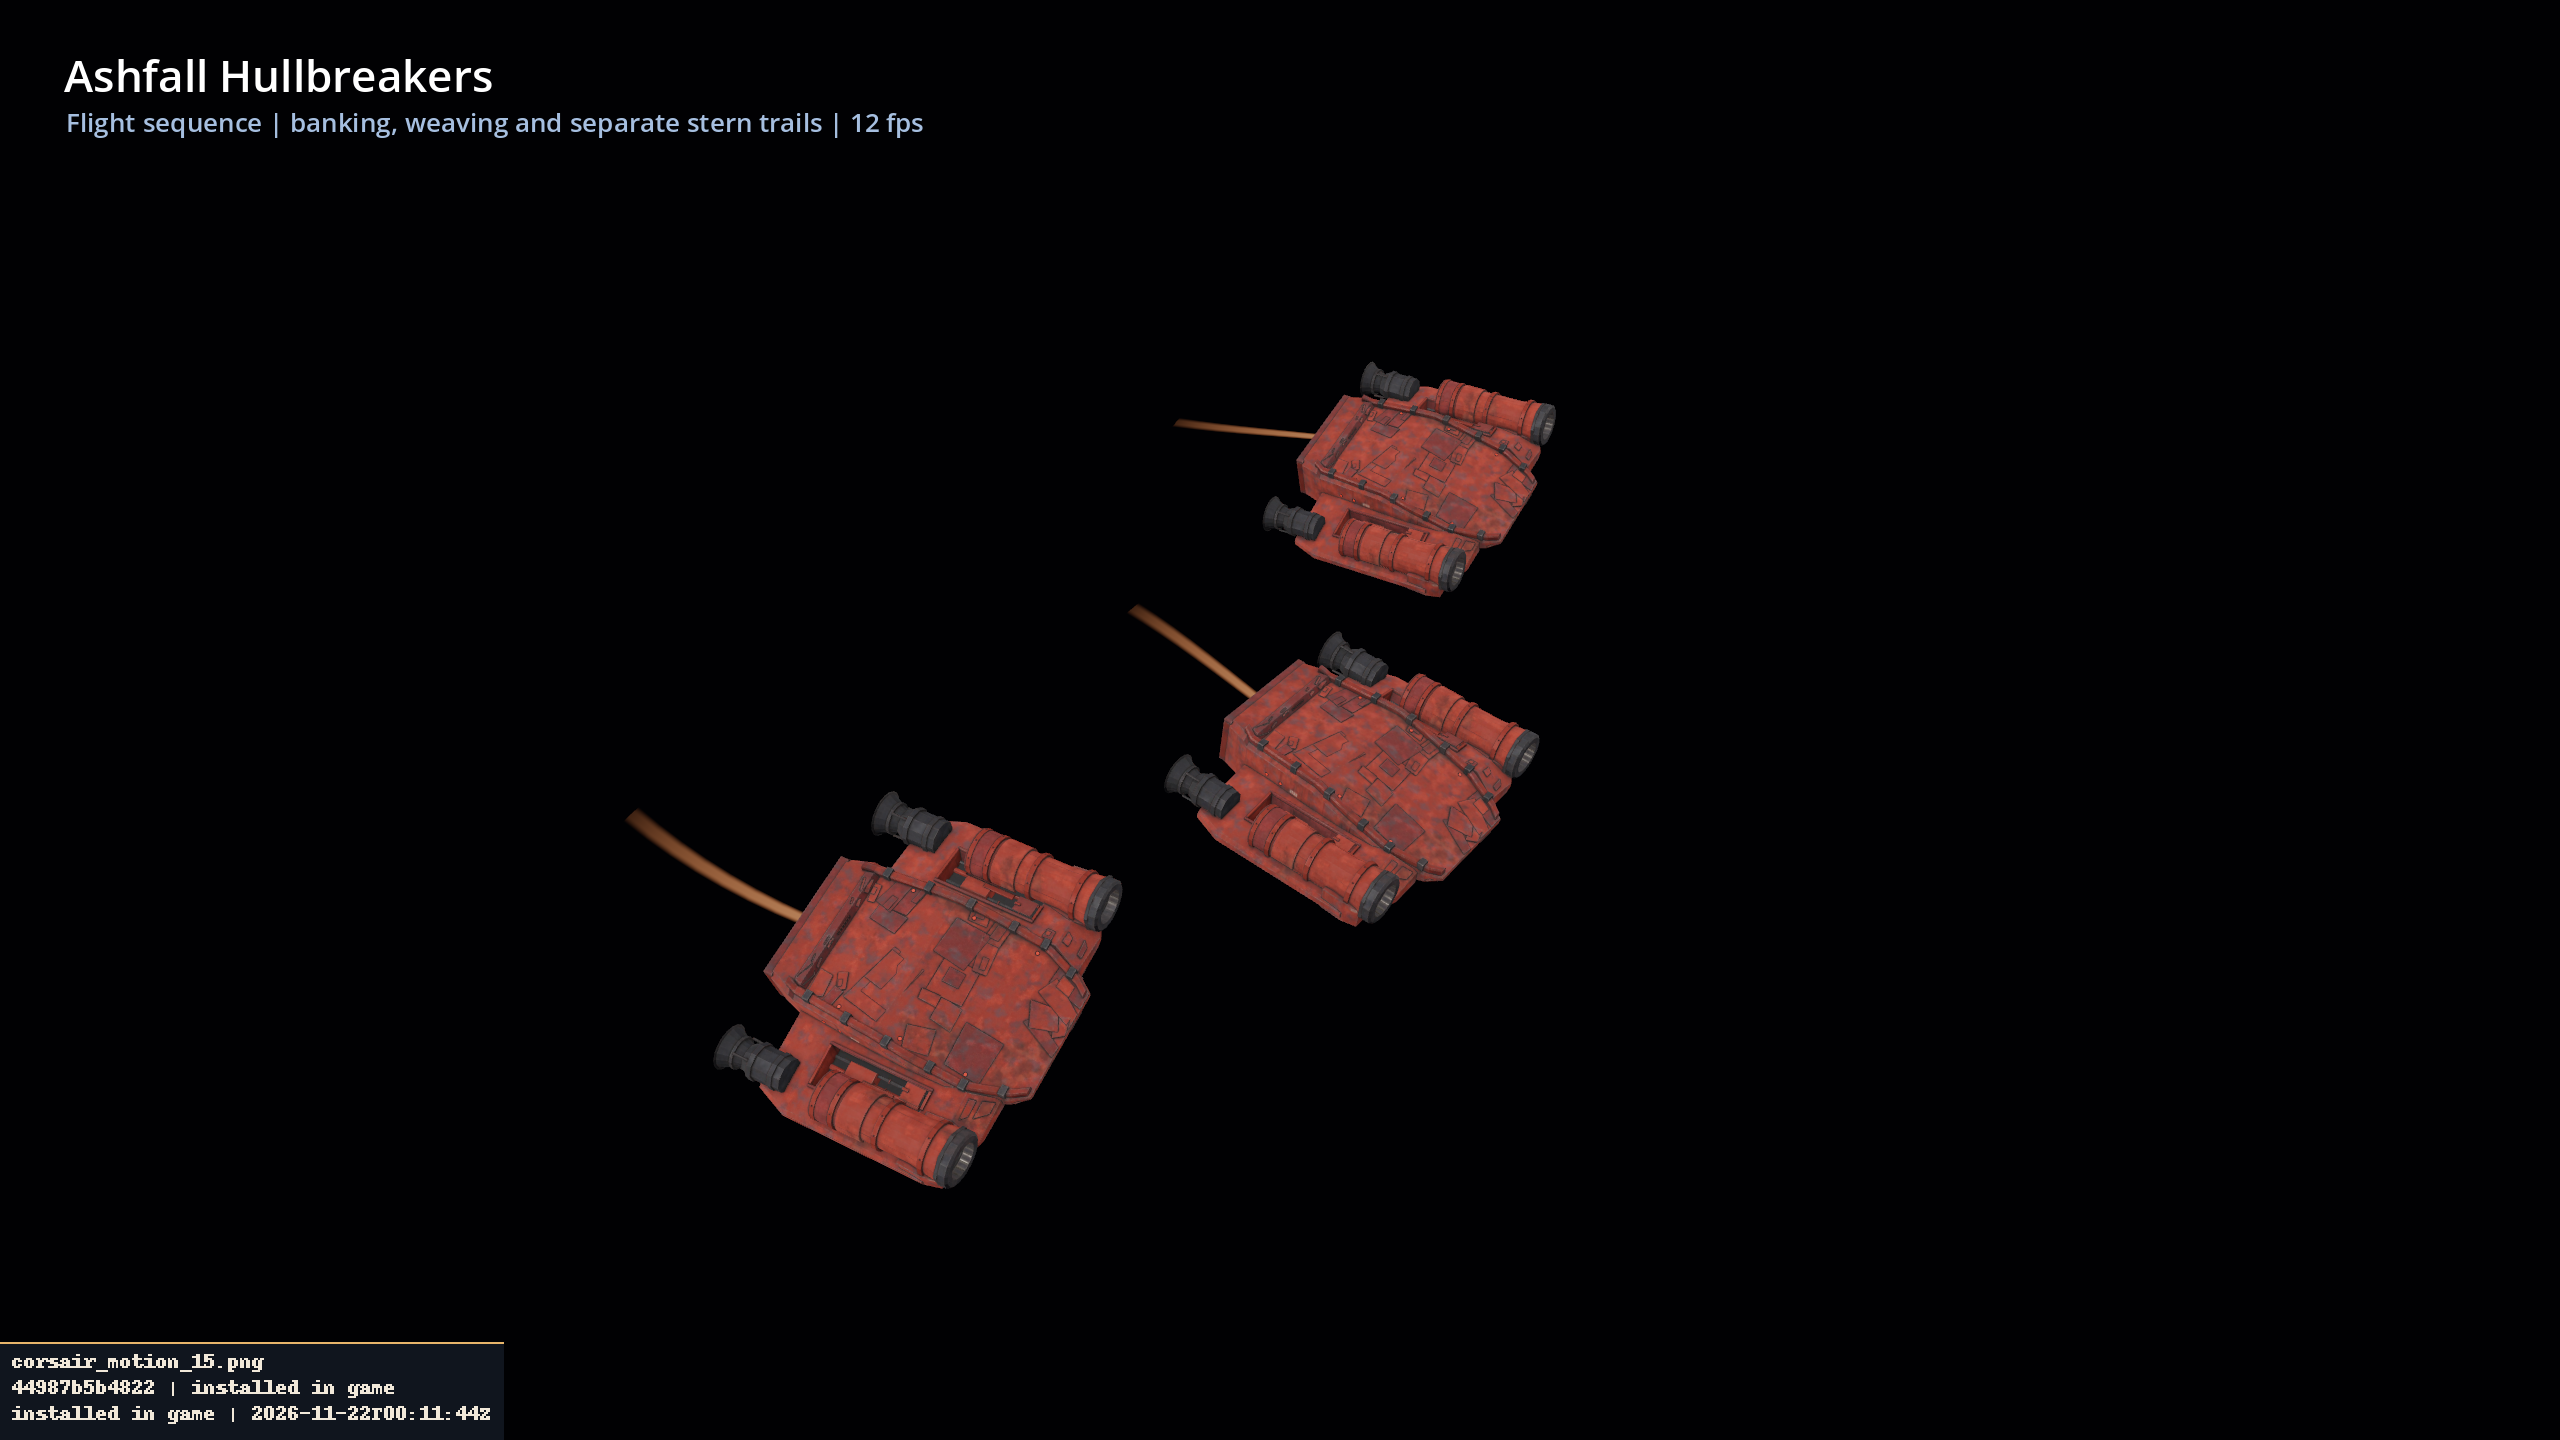 Ashfall Hullbreakers
Flight sequence | banking, weaving and separate stern trails | 12 fps
corsair_motion_15.png
44987b5b4822 | installed in game
installed in game | 2026-11-22T00:11:44Z